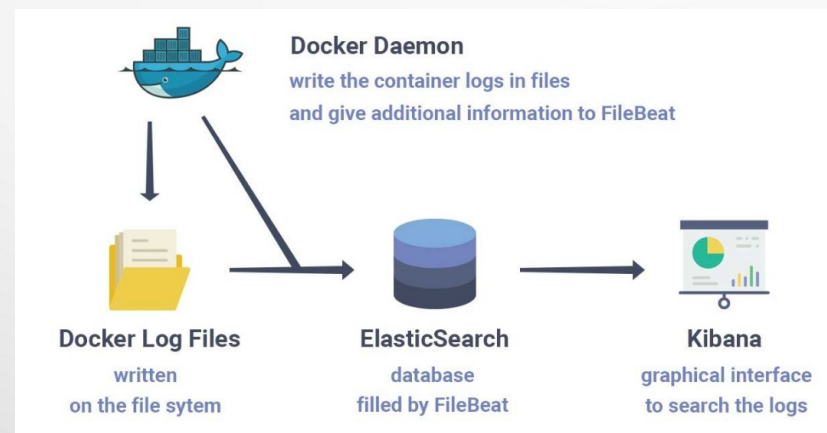 Docker Daemon
write the container logs in files
and give additional information to FileBeat
Docker Log Files
written
on the file sytem
ElasticSearch
database
filled by FileBeat
Kibana
graphical interface
to search the logs